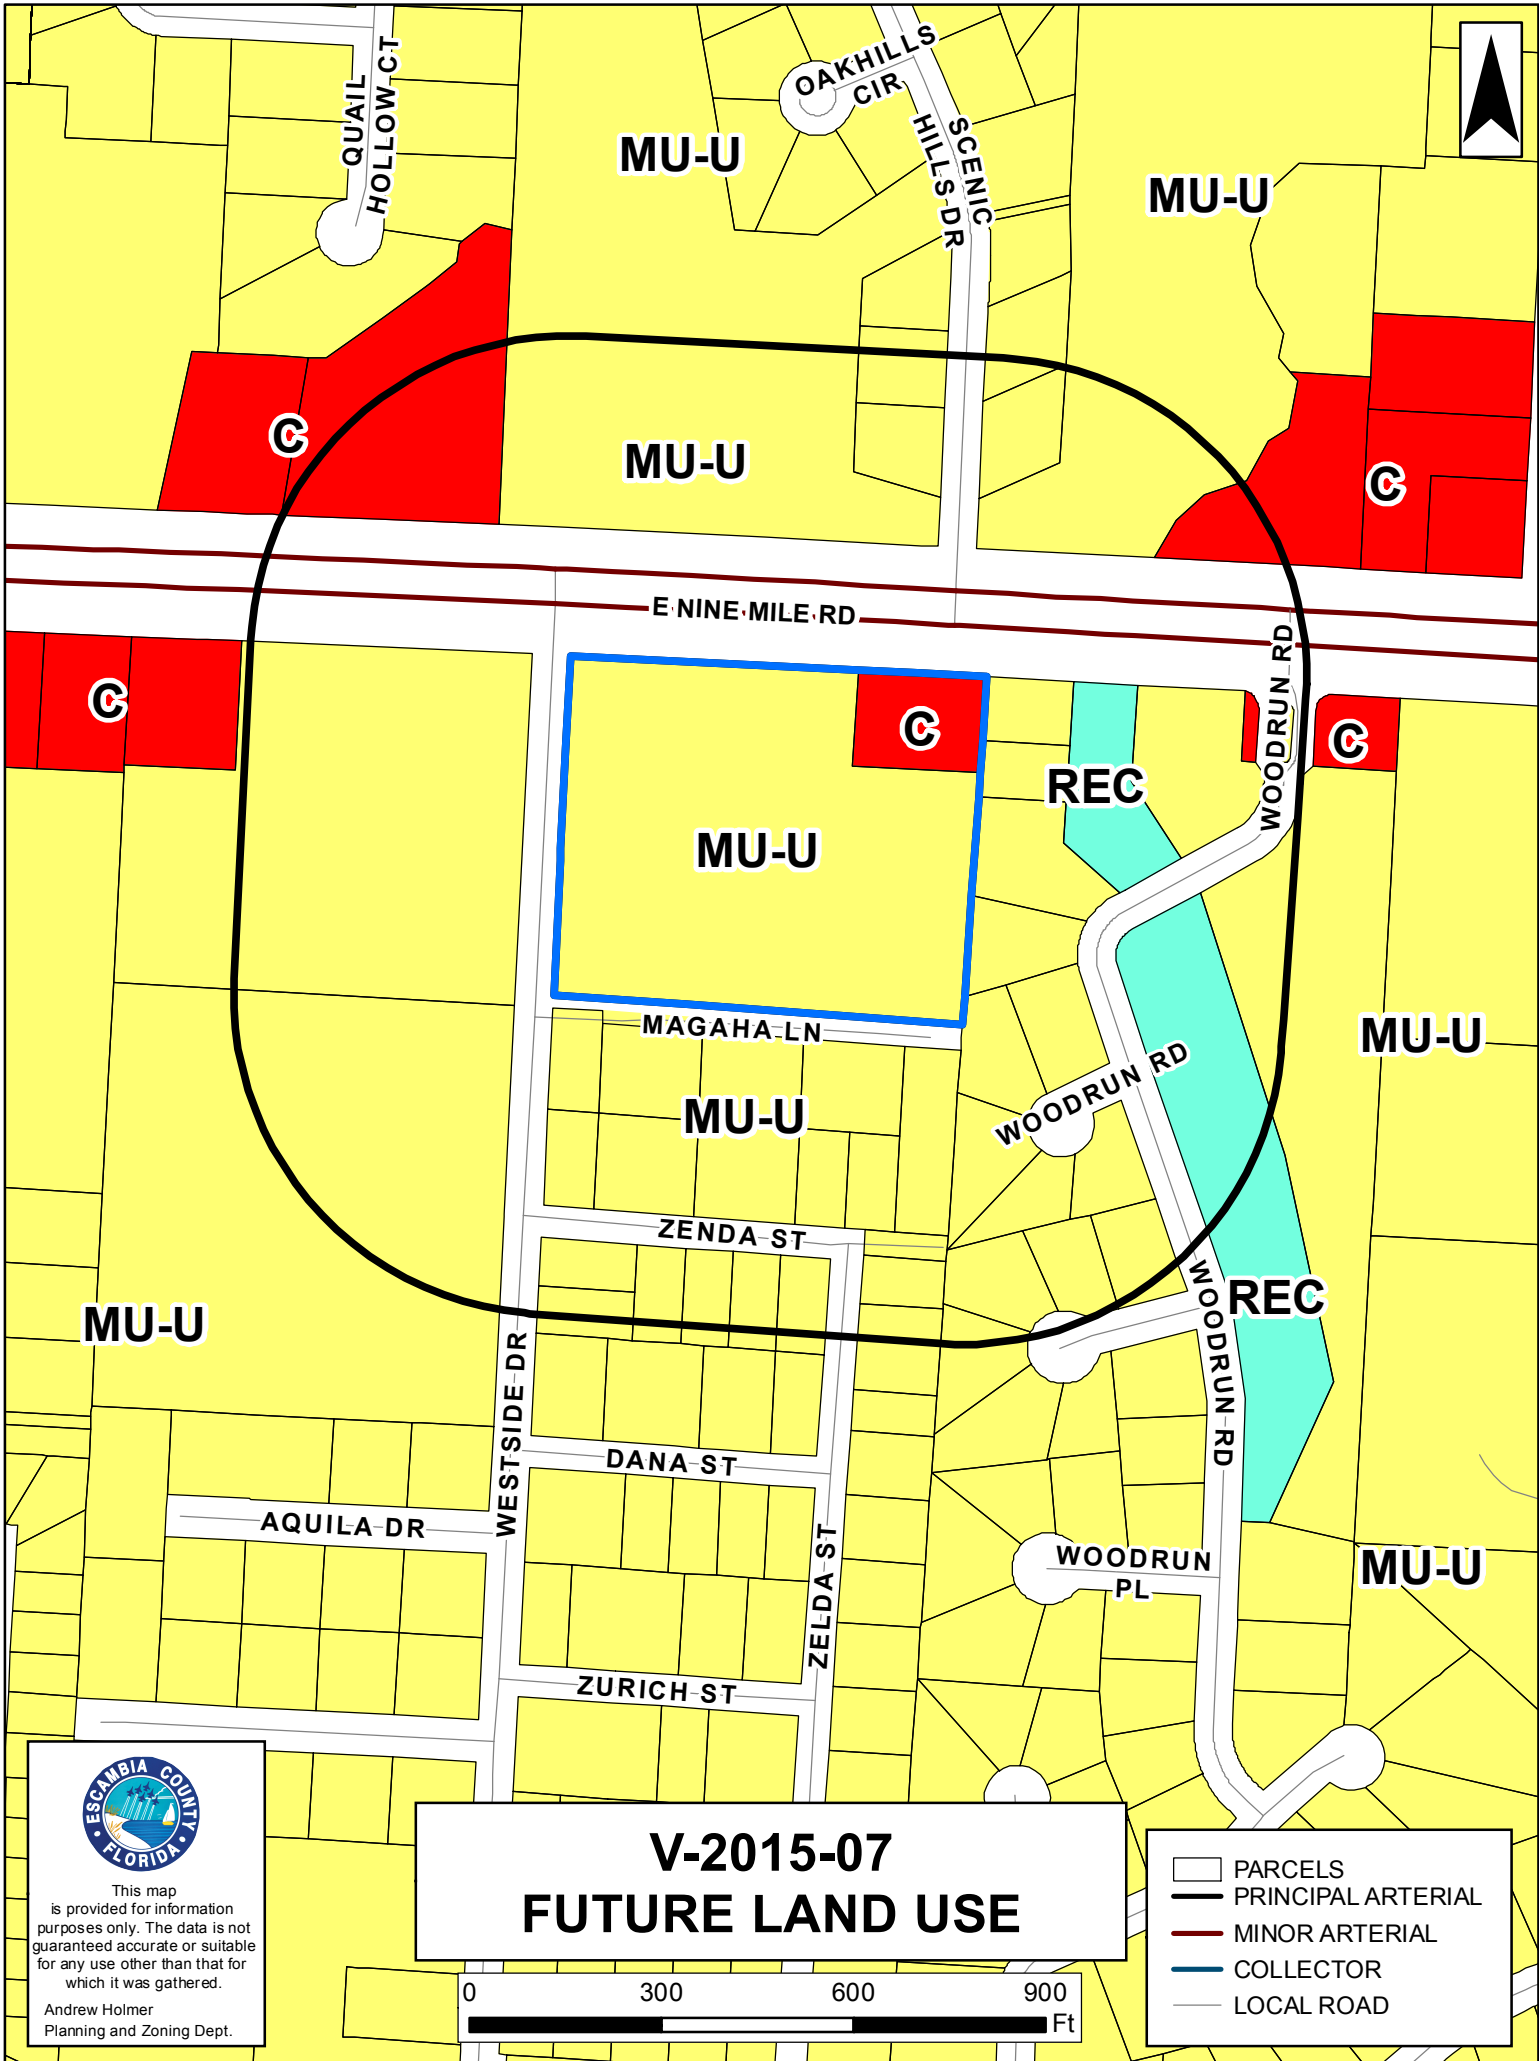 QUAIL
HOLLOW CT
OAKHILLS
CIR
SCENIC
HILLS DR
MU-U
MU-U
C
MU-U
C
E NINE MILE RD
WOODRUN RD
C
C
C
REC
MU-U
MAGAHA LN
MU-U
WOODRUN RD
MU-U
ZENDA ST
REC
MU-U
WOODRUN RD
WESTSIDE DR
DANA ST
AQUILA DR
ZELDA ST
WOODRUN
PL
MU-U
ZURICH ST
ESCAMBIA COUNTY
FLORIDA
This map
is provided for information
purposes only. The data is not
guaranteed accurate or suitable
for any use other than that for
which it was gathered.
Andrew Holmer
Planning and Zoning Dept.
V-2015-07
FUTURE LAND USE
0 300 600 900
Ft
PARCELS
PRINCIPAL ARTERIAL
MINOR ARTERIAL
COLLECTOR
LOCAL ROAD